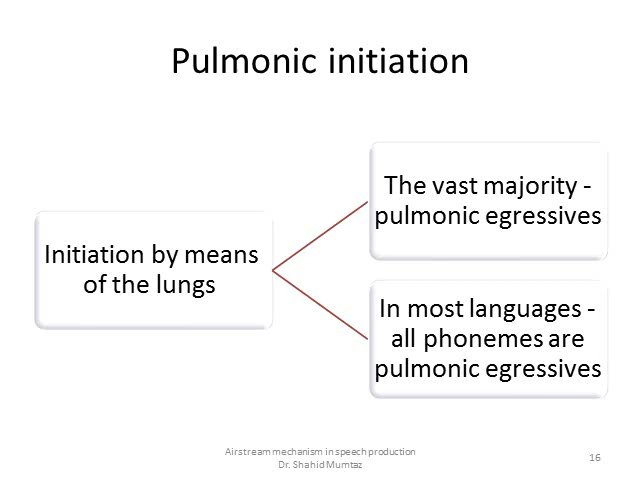 Pulmonic initiation
Initiation by means
of the lungs
The vast majority -
pulmonic egressives
In most languages -
all phonemes are
pulmonic egressives
Airstream mechanism in speech production
Dr. Shahid Mumtaz
16